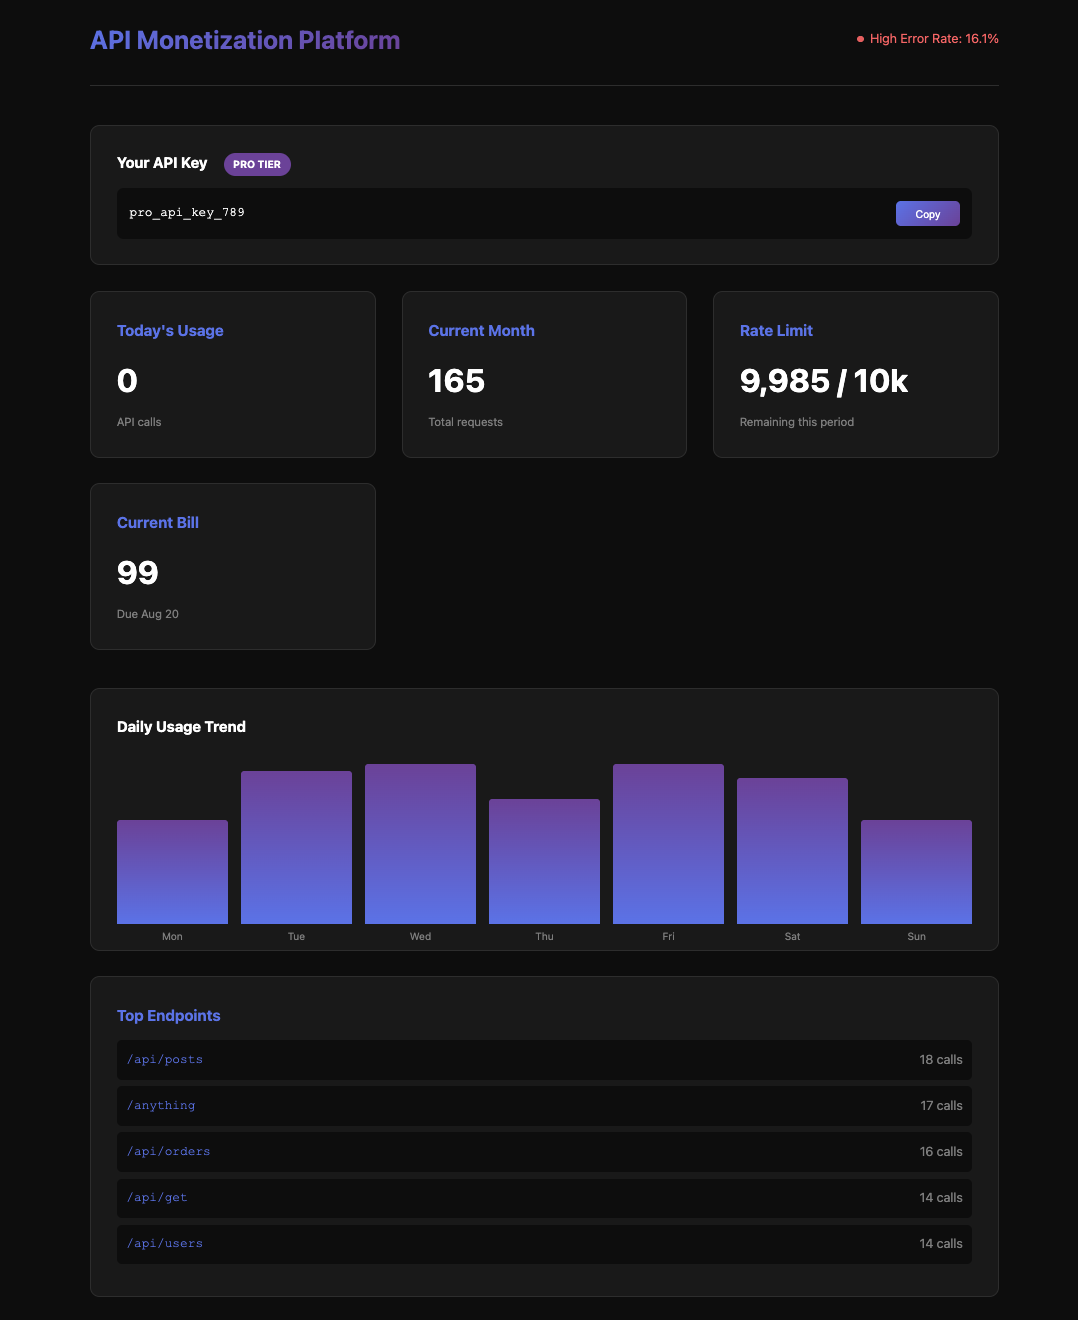 API Monetization Platform
High Error Rate: 16.1%
Your API Key
PRO TIER
pro_api_key_789
Copy
Today's Usage
0
API calls
Current Month
165
Total requests
Rate Limit
9,985 / 10k
Remaining this period
Current Bill
99
Due Aug 20
Daily Usage Trend
Mon
Tue
Wed
Thu
Fri
Sat
Sun
Top Endpoints
/api/posts
18 calls
/anything
17 calls
/api/orders
16 calls
/api/get
14 calls
/api/users
14 calls